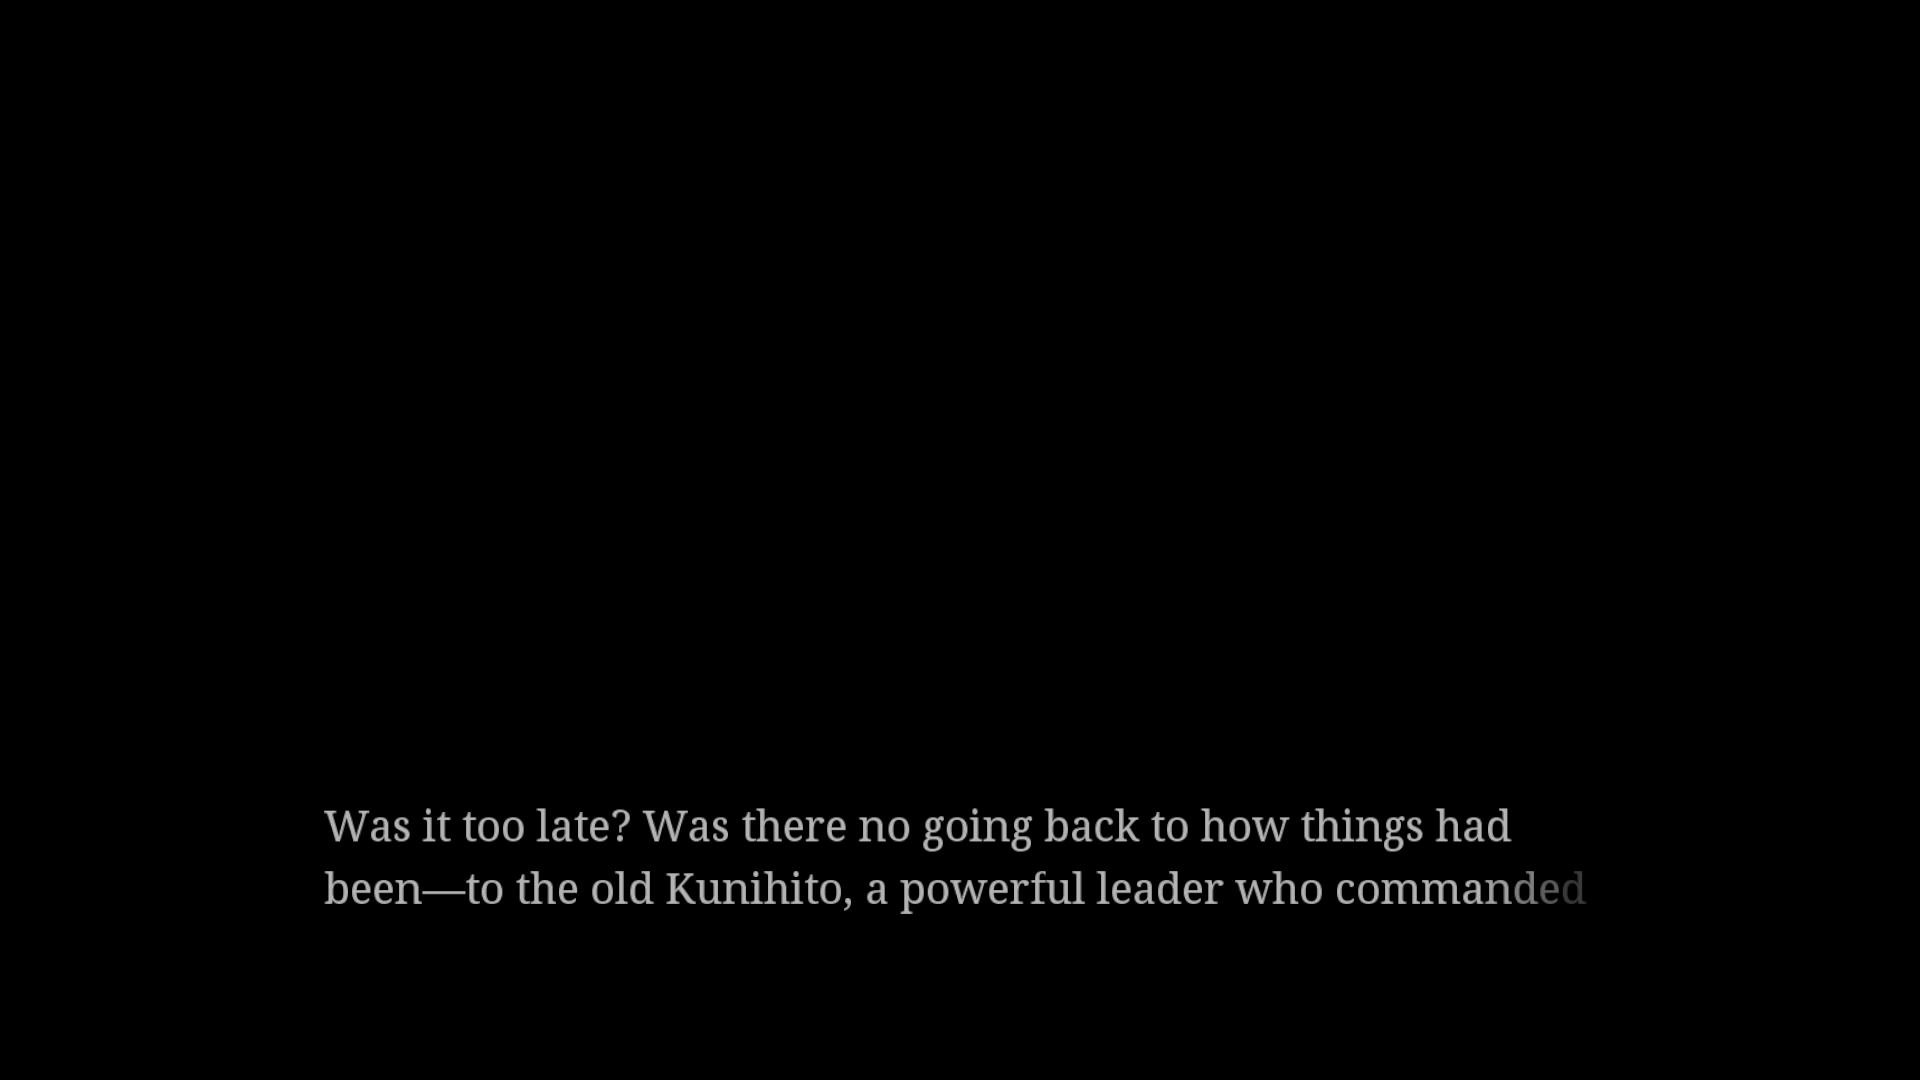 Was it too late? Was there no going back to how things had
been—to the old Kunihito, a powerful leader who commanded